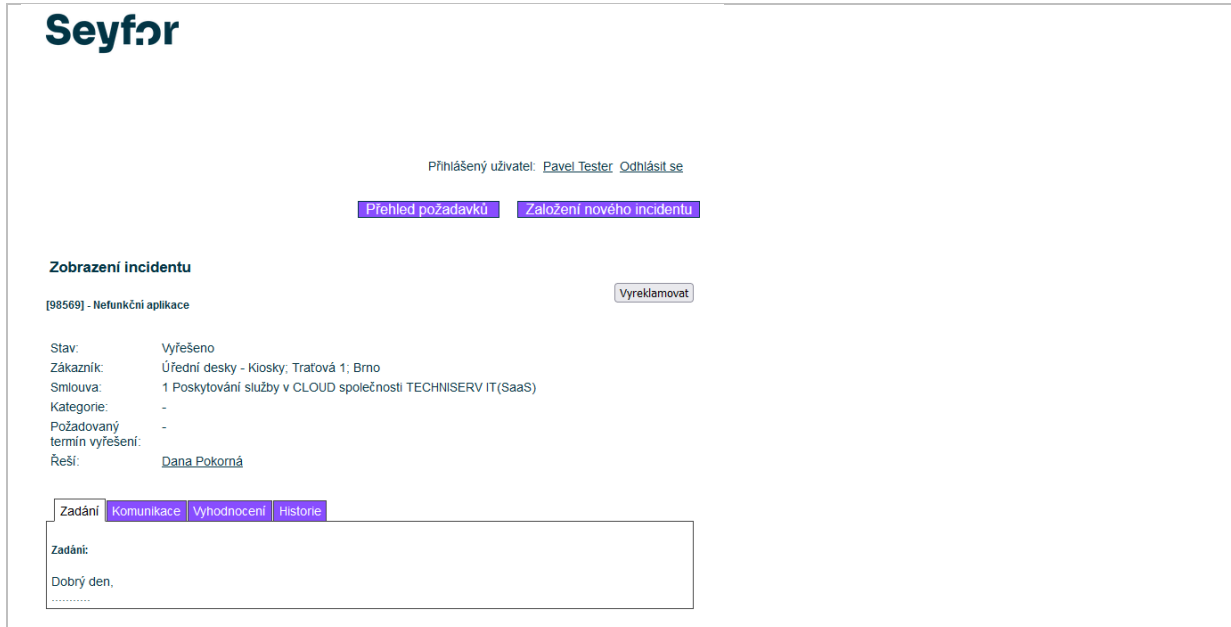 Seyfor
Přihlášený uživatel: Pavel Tester Odhlásit se
Přehled požadavků Založení nového incidentu
Zobrazení incidentu
Vyreklamovat
[98569] - Nefunkční aplikace
Stav: Vyřešeno
Zákazník: Úřední desky - Kiosky; Traťová 1; Brno
Smlouva: 1 Poskytování služby v CLOUD společnosti TECHNISERV IT(SaaS)
Kategorie: -
Požadovaný -
termín vyřešení:
Řeší: Dana Pokorná
Zadání Komunikace Vyhodnocení Historie
Zadání:
Dobrý den,
...........